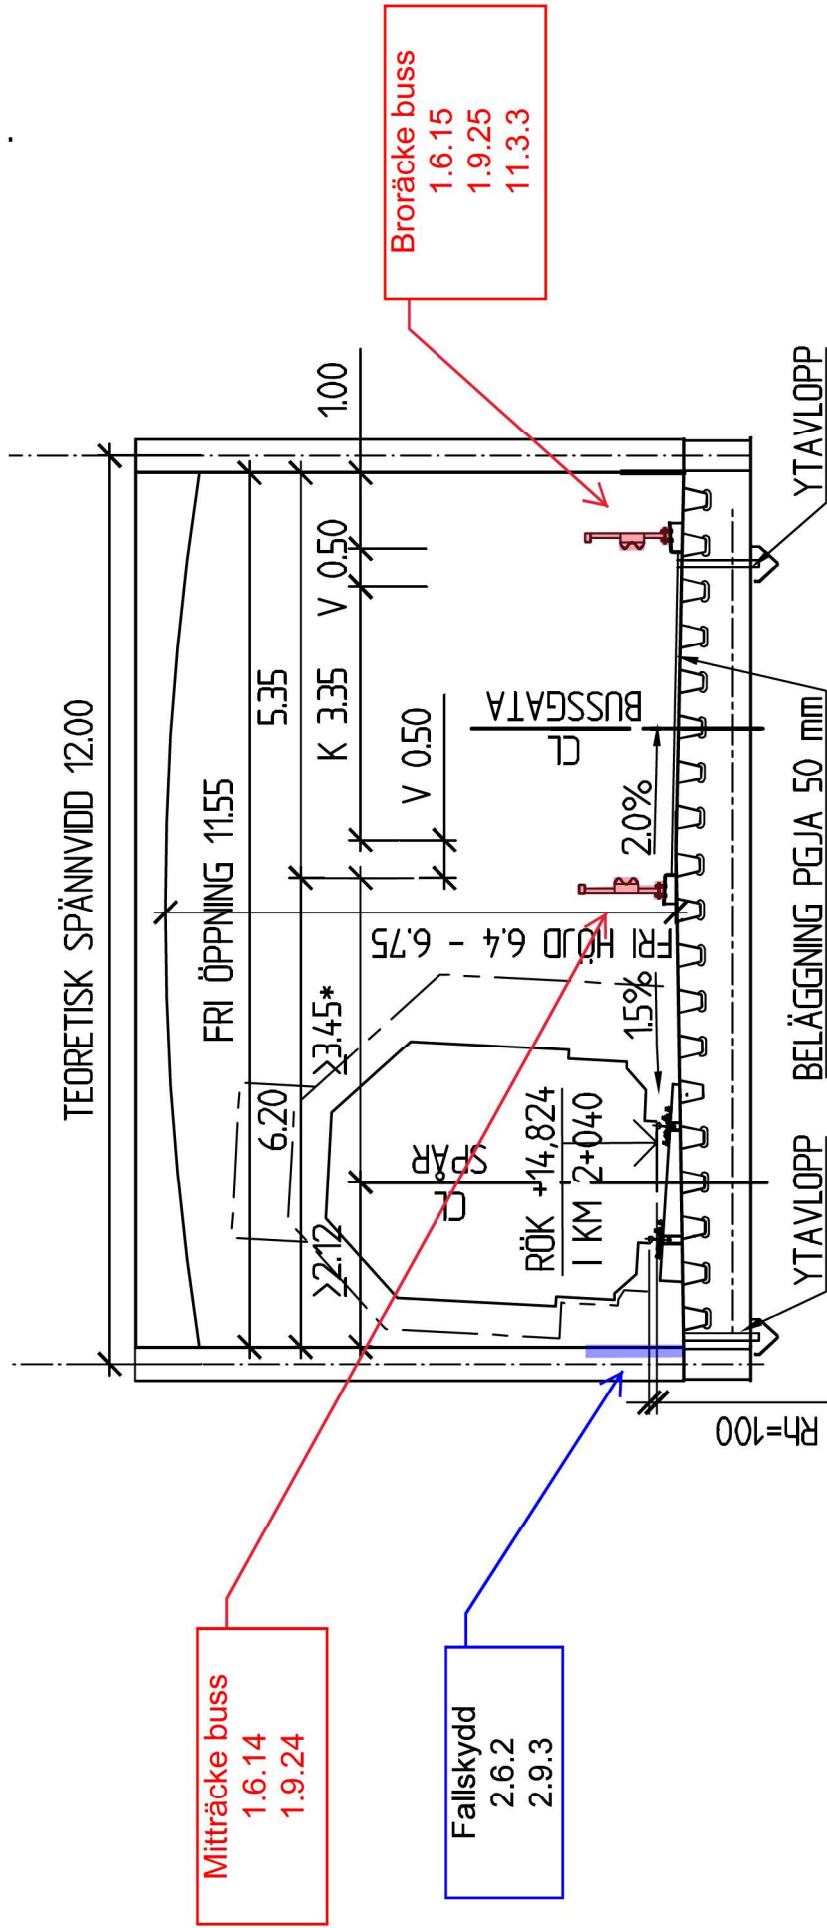 TEORETISK SPÄNNVIDD 12.00
FRI ÖPPNING 11.55
6.20
5.35
>2.12
>3.45*
K 3.35
V 0.50
1.00
V 0.50
CL
SPÅR
CL
BUSSGATA
FRI HÖJD 6.4 - 6.75
RÖK +14,824
I KM 2+040
1.5%
2.0%
Rh=100
YTAVLOPP
BELÄGGNING PGJA 50 mm
YTAVLOPP
Mitträcke buss
1.6.14
1.9.24
Fallskydd
2.6.2
2.9.3
Broräcke buss
1.6.15
1.9.25
11.3.3